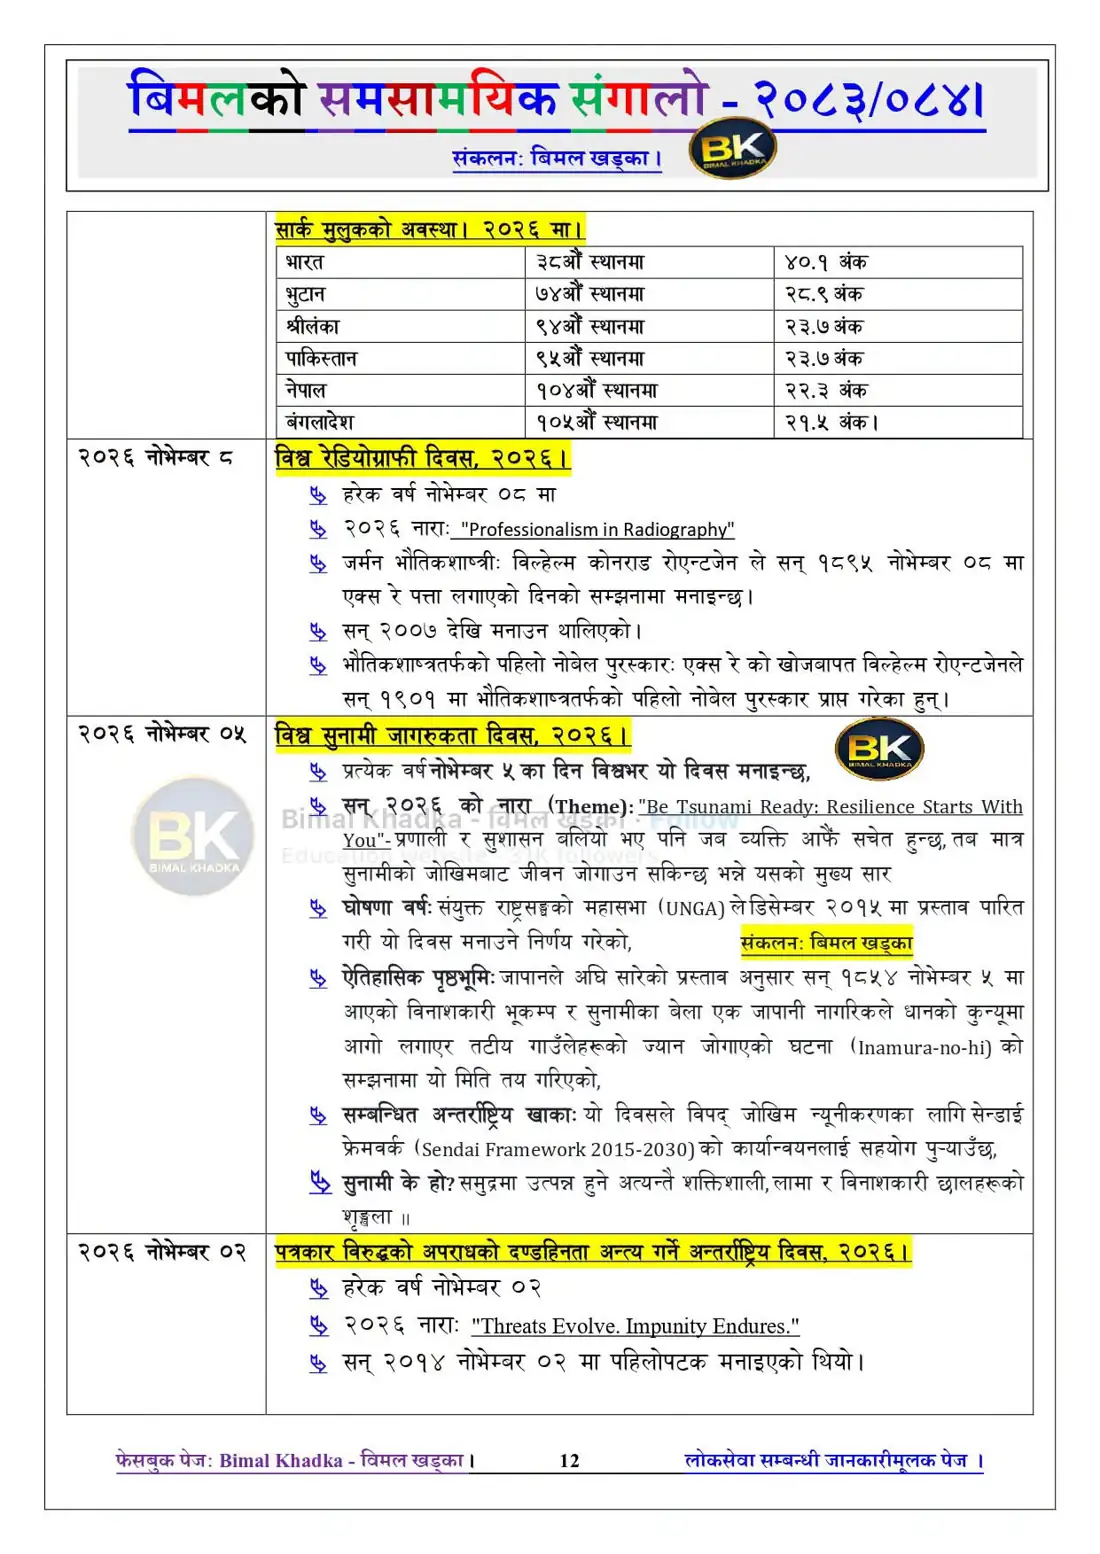 बिमलको समसामयिक संगालो - २०८३/०८४।
संकलन: बिमल खड्का।
BK
BIMAL KHADKA
सार्क मुलुकको अवस्था। २०२६ मा।
भारत ३८औं स्थानमा ४०.१ अंक
भुटान ७४औं स्थानमा २८.९ अंक
श्रीलंका ९४औं स्थानमा २३.७ अंक
पाकिस्तान ९५औं स्थानमा २३.७ अंक
नेपाल १०४औं स्थानमा २२.३ अंक
बंगलादेश १०५औं स्थानमा २१.५ अंक।
२०२६ नोभेम्बर ८ विश्व रेडियोग्राफी दिवस, २०२६।
हरेक वर्ष नोभेम्बर ०८ मा
२०२६ नारा: "Professionalism in Radiography"
जर्मन भौतिकशाष्त्री: विल्हेल्म कोनराड रोएन्टजेन ले सन् १८९५ नोभेम्बर ०८ मा
एक्स रे पत्ता लगाएको दिनको सम्झनामा मनाइन्छ।
सन् २००७ देखि मनाउन थालिएको।
भौतिकशाष्त्रतर्फको पहिलो नोबेल पुरस्कार: एक्स रे को खोजबापत विल्हेल्म रोएन्टजेनले
सन् १९०१ मा भौतिकशाष्त्रतर्फको पहिलो नोबेल पुरस्कार प्राप्त गरेका हुन्।
२०२६ नोभेम्बर ०५ विश्व सुनामी जागरुकता दिवस, २०२६।
BK
BIMAL KHADKA
प्रत्येक वर्ष नोभेम्बर ५ का दिन विश्वभर यो दिवस मनाइन्छ,
सन् २०२६ को नारा (Theme): "Be Tsunami Ready: Resilience Starts With
You"- प्रणाली र सुशासन बलियो भए पनि जब व्यक्ति आफैँ सचेत हुन्छ, तब मात्र
सुनामीको जोखिमबाट जीवन जोगाउन सकिन्छ भन्ने यसको मुख्य सार
BK
BIMAL KHADKA
Bimal Khadka - विमल खड्का · Follow
घोषणा वर्ष: संयुक्त राष्ट्रसङ्घको महासभा (UNGA) ले डिसेम्बर २०१५ मा प्रस्ताव पारित
गरी यो दिवस मनाउने निर्णय गरेको,
संकलन: बिमल खड्का
ऐतिहासिक पृष्ठभूमि: जापानले अघि सारेको प्रस्ताव अनुसार सन् १८५४ नोभेम्बर ५ मा
आएको विनाशकारी भूकम्प र सुनामीका बेला एक जापानी नागरिकले धानको कुन्यूमा
आगो लगाएर तटीय गाउँलेहरूको ज्यान जोगाएको घटना (Inamura-no-hi) को
सम्झनामा यो मिति तय गरिएको,
सम्बन्धित अन्तर्राष्ट्रिय खाका: यो दिवसले विपद् जोखिम न्यूनीकरणका लागि सेन्डाई
फ्रेमवर्क (Sendai Framework 2015-2030) को कार्यान्वयनलाई सहयोग पुर्‍याउँछ,
सुनामी के हो? समुद्रमा उत्पन्न हुने अत्यन्तै शक्तिशाली, लामा र विनाशकारी छालहरूको
शृङ्खला ॥
२०२६ नोभेम्बर ०२ पत्रकार विरुद्धको अपराधको दण्डहिनता अन्त्य गर्ने अन्तर्राष्ट्रिय दिवस, २०२६।
हरेक वर्ष नोभेम्बर ०२
२०२६ नारा: "Threats Evolve. Impunity Endures."
सन् २०१४ नोभेम्बर ०२ मा पहिलोपटक मनाइएको थियो।
फेसबुक पेज: Bimal Khadka - विमल खड्का। 12 लोकसेवा सम्बन्धी जानकारीमूलक पेज ।